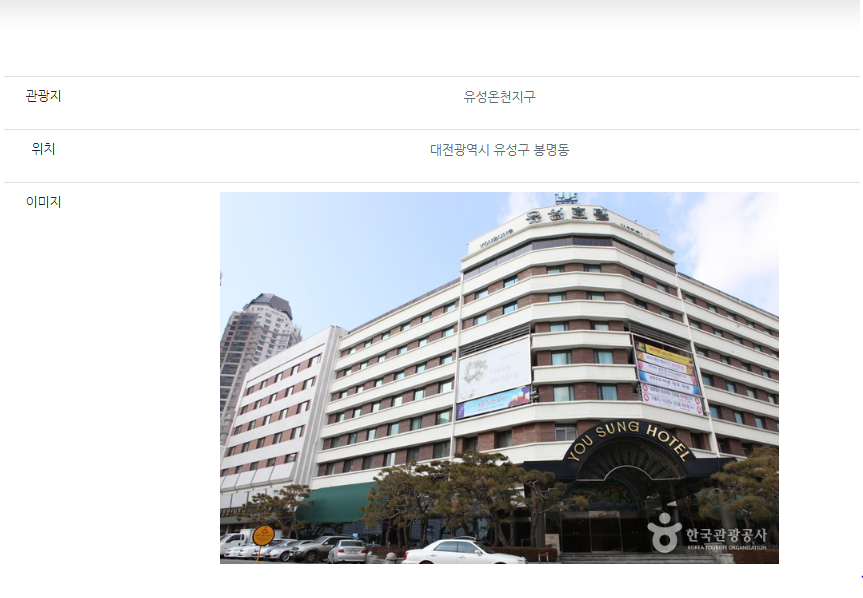 관광지
유성온천지구
위치
대전광역시 유성구 봉명동
이미지
유성호텔
YOUSUNG
HOTEL
YOU SUNG HOTEL
한국관광공사
KOREA TOURISM ORGANIZATION